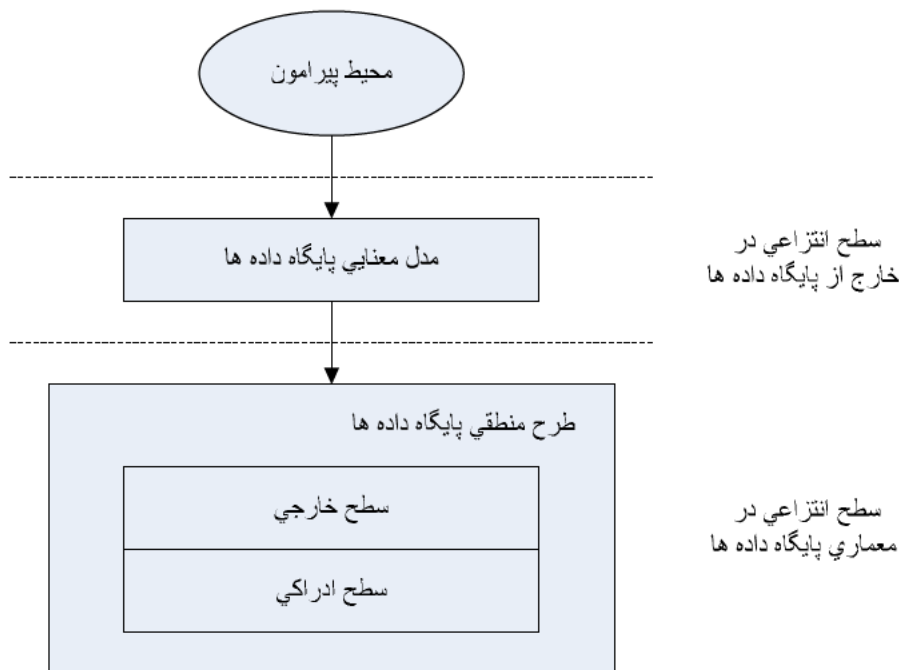 محيط پيرامون
مدل معنايي پايگاه داده ها
سطح انتزاعي در
خارج از پايگاه داده ها
طرح منطقي پايگاه داده ها
سطح خارجي
سطح ادراكي
سطح انتزاعي در
معماري پايگاه داده ها